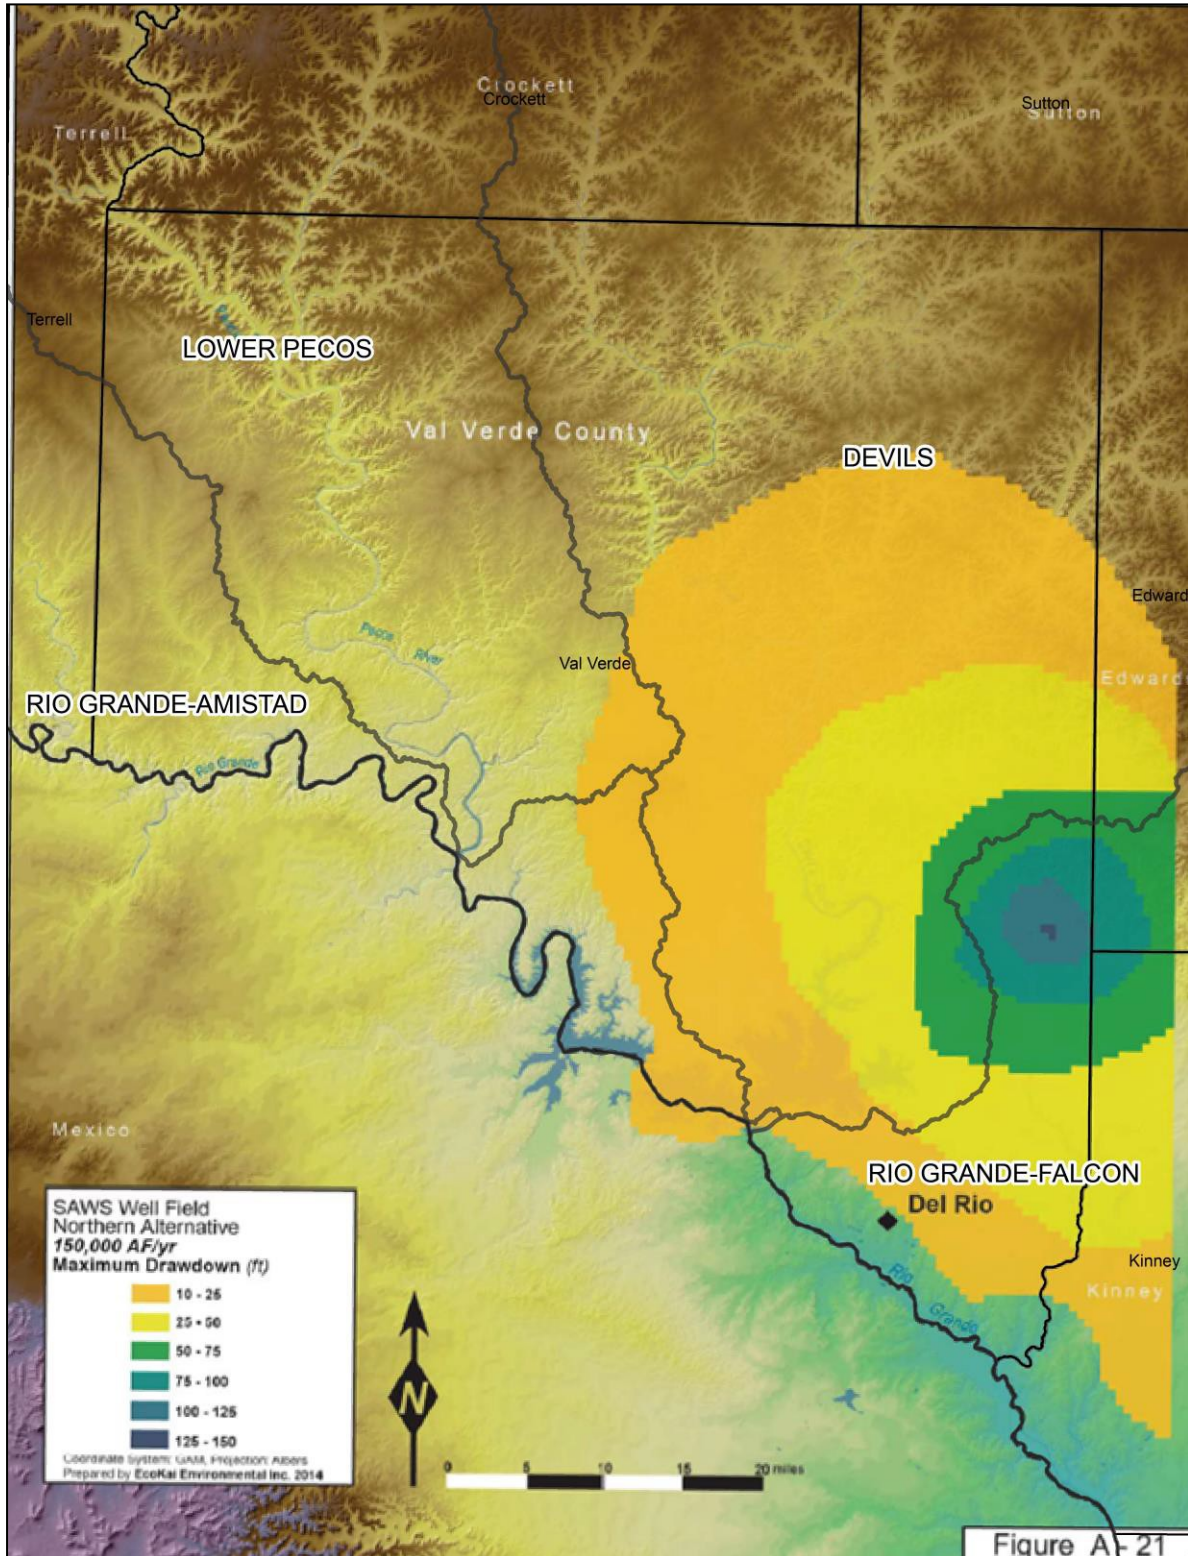 Crockett
Crockett
Sutton
Sutton
Terrell
Terrell
LOWER PECOS
Val Verde County
DEVILS
Edward
Pecos River
Val Verde
Edwards
RIO GRANDE-AMISTAD
Rio Grande
Mexico
RIO GRANDE-FALCON
Del Rio
Rio Grande
Kinney
Kinney
SAWS Well Field
Northern Alternative
150,000 AF/yr
Maximum Drawdown (ft)
10 - 25
25 - 50
50 - 75
75 - 100
100 - 125
125 - 150
Coordinate System: GAM, Projection: Albers
Prepared by EcoKai Environmental Inc. 2014
N
0 5 10 15 20 miles
Figure A - 21